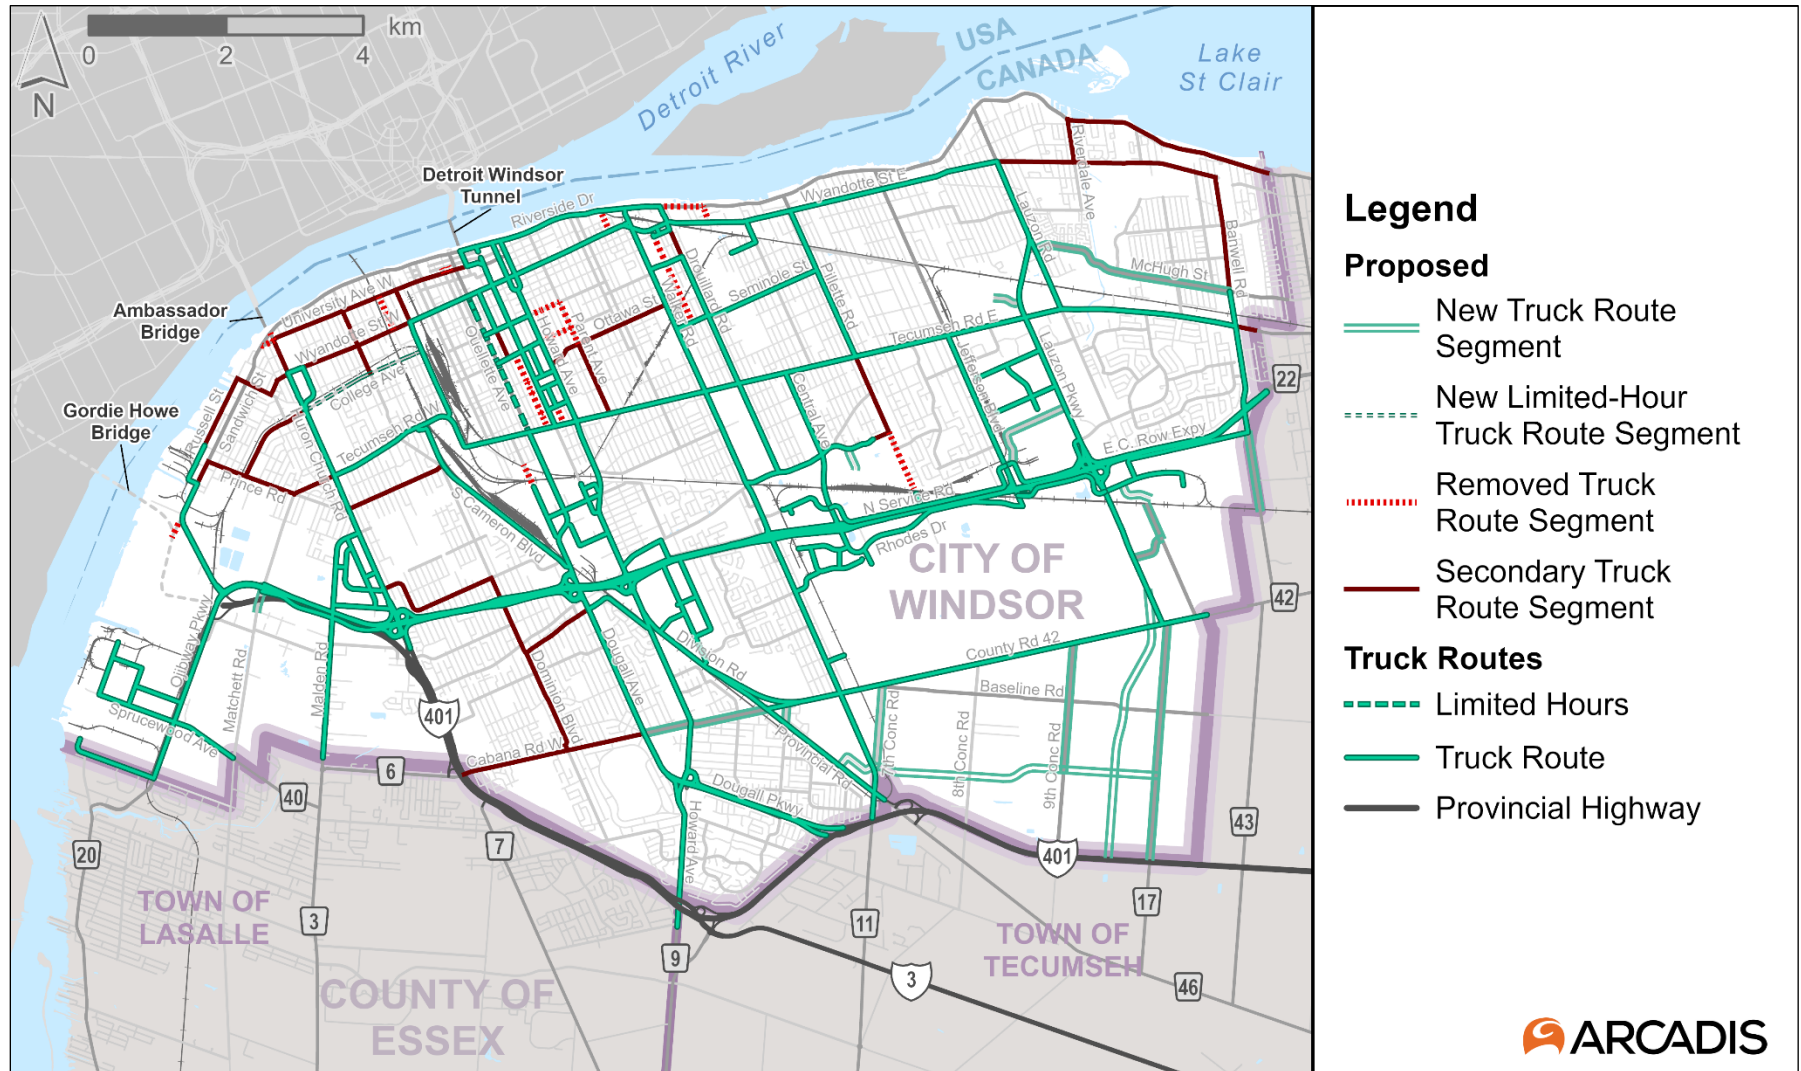 km
0
2
4
N
USA
CANADA
Lake
St Clair
Detroit River
Detroit Windsor
Tunnel
Riverside Dr
Wyandotte St E
Riverdale Ave
Lauzon Rd
Banwell Rd
McHugh St
Ambassador
Bridge
University Ave W
Wyandotte St W
Ouellette Ave
Howard Ave
Parent Ave
Ottawa St
Walker Rd
Drouillard Rd
Seminole St
Pillette Rd
Tecumseh Rd E
Jefferson Blvd
Lauzon Pkwy
22
Gordie Howe
Bridge
Russell St
Sandwich St
College Ave
Huron Church Rd
Tecumseh Rd W
Central Ave
E.C. Row Expy
Prince Rd
S Cameron Blvd
N Service Rd
Rhodes Dr
CITY OF
WINDSOR
42
Ojibway Pkwy
Matchett Rd
Malden Rd
Sprucewood Ave
401
Dominion Blvd
Dougall Ave
Division Rd
County Rd 42
Baseline Rd
Cabana Rd W
Provincial Rd
7th Conc Rd
8th Conc Rd
9th Conc Rd
Dougall Pkwy
Howard Ave
6
40
20
7
43
401
17
TOWN OF
LASALLE
3
11
TOWN OF
TECUMSEH
9
3
46
COUNTY OF
ESSEX
Legend
Proposed
New Truck Route
Segment
New Limited-Hour
Truck Route Segment
Removed Truck
Route Segment
Secondary Truck
Route Segment
Truck Routes
Limited Hours
Truck Route
Provincial Highway
ARCADIS